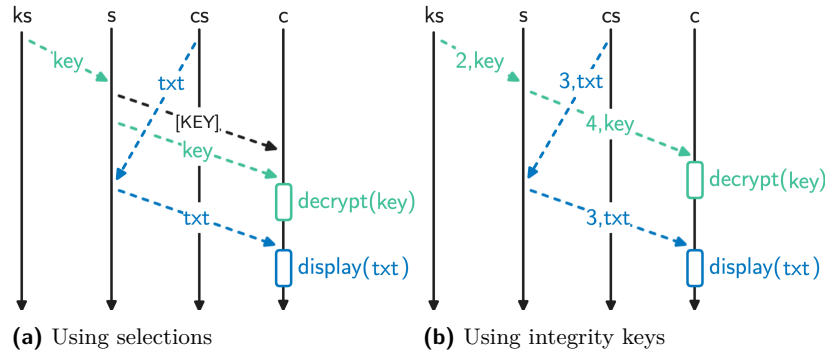 ks s cs c
key
txt
[KEY],
key
decrypt(key)
txt
display(txt)
(a) Using selections
ks s cs c
2,key
3,txt
4,key
decrypt(key)
3,txt
display(txt)
(b) Using integrity keys